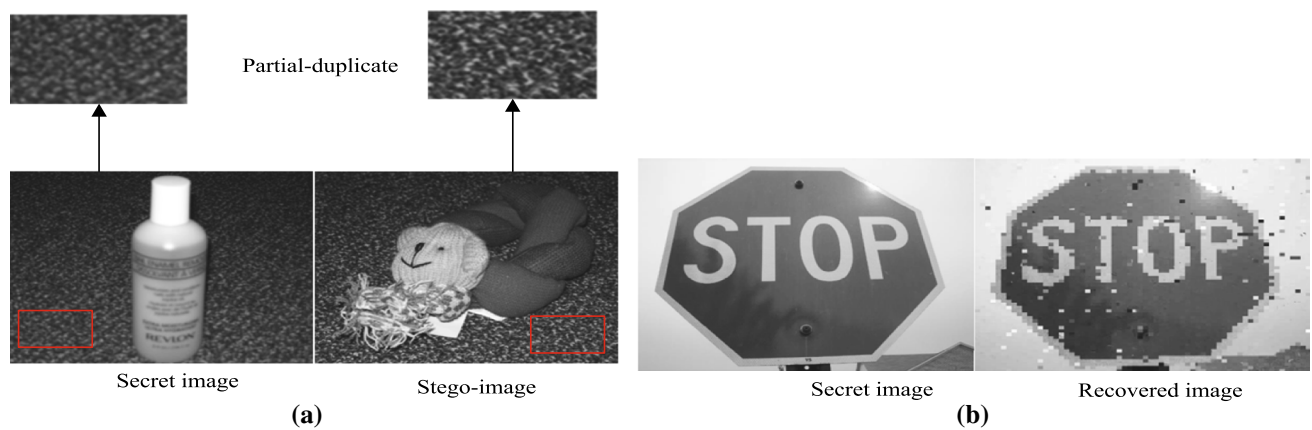 Partial-duplicate
REVLON
Secret image
Stego-image
(a)
STOP
STOP
Secret image
Recovered image
(b)